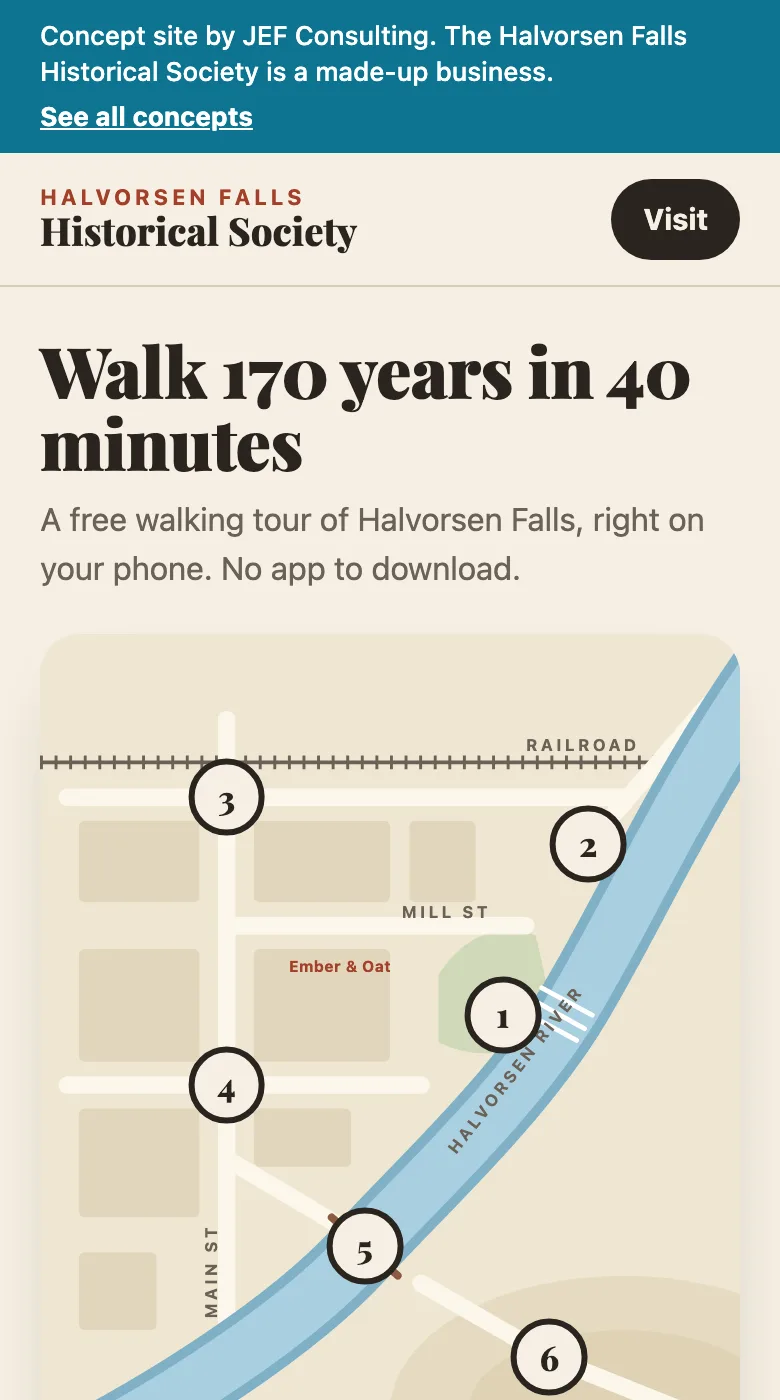 Concept site by JEF Consulting. The Halvorsen Falls
Historical Society is a made-up business.
See all concepts
HALVORSEN FALLS
Historical Society
Visit
Walk 170 years in 40
minutes
A free walking tour of Halvorsen Falls, right on
your phone. No app to download.
RAILROAD
3
2
MILL ST
Ember & Oat
1
HALVORSEN RIVER
4
MAIN ST
5
6